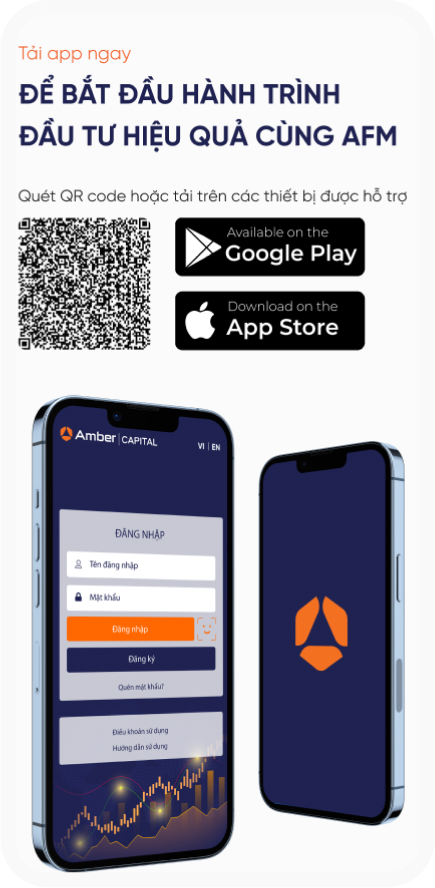 Tải app ngay
ĐỂ BẮT ĐẦU HÀNH TRÌNH
ĐẦU TƯ HIỆU QUẢ CÙNG AFM
Quét QR code hoặc tải trên các thiết bị được hỗ trợ
Available on the
Google Play
Download on the
App Store
Amber | CAPITAL
VI | EN
ĐĂNG NHẬP
Tên đăng nhập
Mật khẩu
Đăng nhập
Đăng ký
Quên mật khẩu?
Điều khoản sử dụng
Hướng dẫn sử dụng